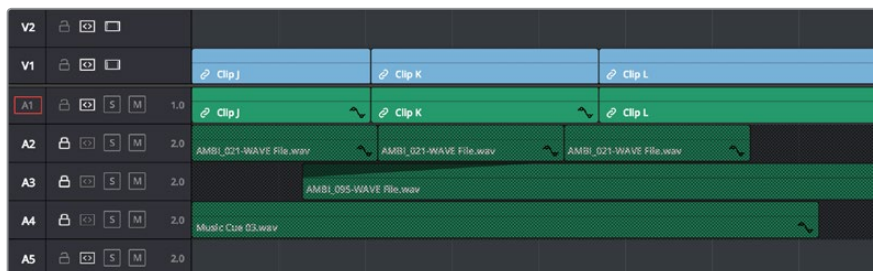 V2
V1
Clip J
Clip K
Clip L
A1 S M 1.0
Clip J
Clip K
Clip L
A2 S M 2.0
AMBI_021-WAVE File.wav
AMBI_021-WAVE File.wav
AMBI_021-WAVE File.wav
A3 S M 2.0
AMBI_095-WAVE File.wav
A4 S M 2.0
Music Cue 03.wav
A5 S M 2.0